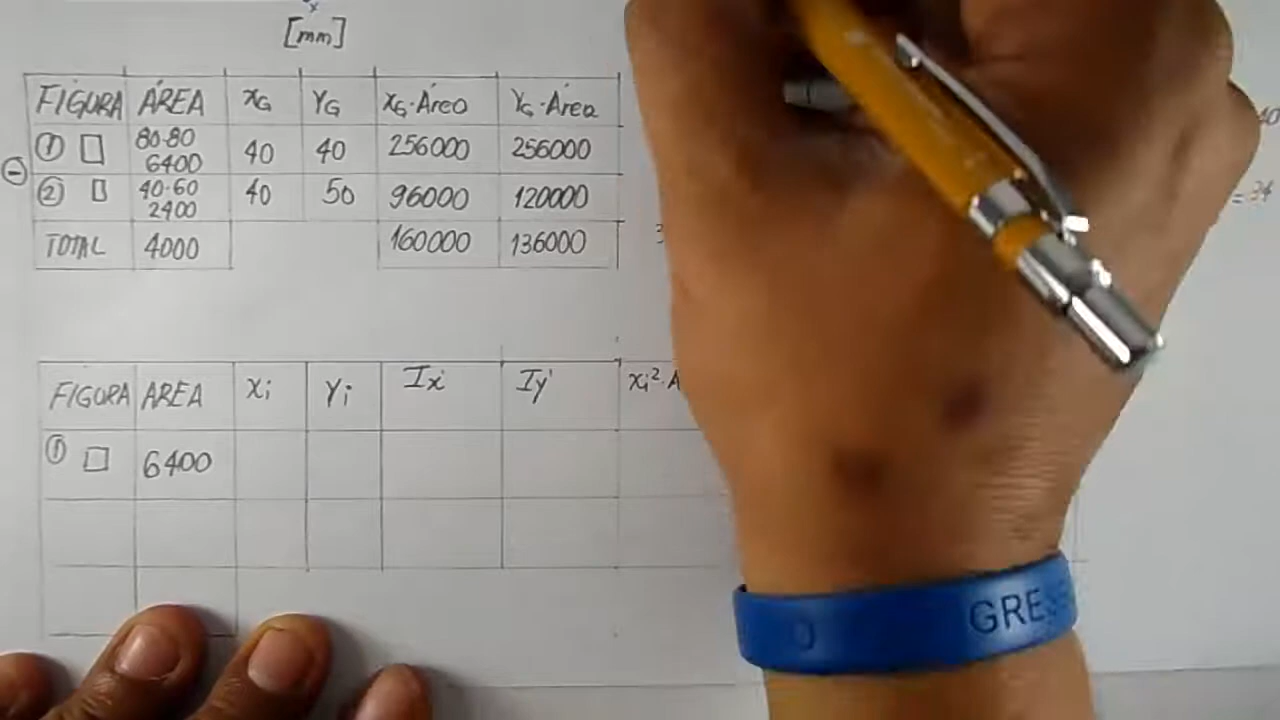 [mm]
FIGURA ÁREA XG YG XG·Área YG·Área
① 80·80 6400 40 40 256000 256000
⊖ ② 40·60 2400 40 50 96000 120000
TOTAL 4000 160000 136000
FIGURA AREA Xi Yi Ix Iy Xi²·A
① 6400
GRE